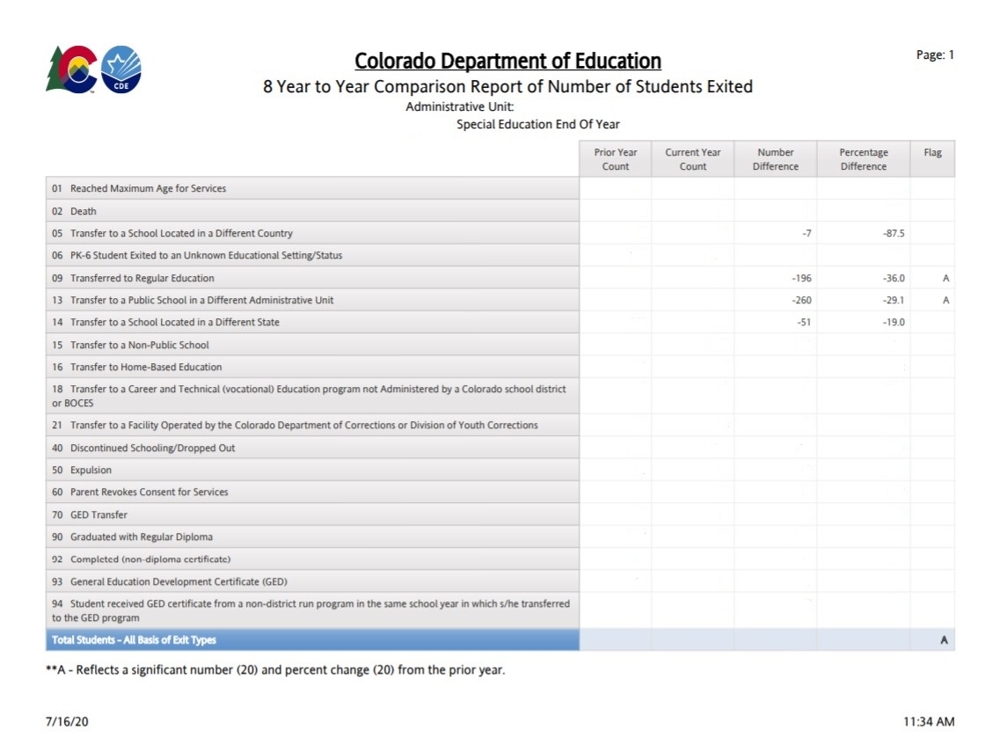 CDE
Colorado Department of Education
Page: 1
8 Year to Year Comparison Report of Number of Students Exited
Administrative Unit:
Special Education End Of Year
Prior Year Count Current Year Count Number Difference Percentage Difference Flag
01 Reached Maximum Age for Services
02 Death
05 Transfer to a School Located in a Different Country -7 -87.5
06 PK-6 Student Exited to an Unknown Educational Setting/Status
09 Transferred to Regular Education -196 -36.0 A
13 Transfer to a Public School in a Different Administrative Unit -260 -29.1 A
14 Transfer to a School Located in a Different State -51 -19.0
15 Transfer to a Non-Public School
16 Transfer to Home-Based Education
18 Transfer to a Career and Technical (vocational) Education program not Administered by a Colorado school district
or BOCES
21 Transfer to a Facility Operated by the Colorado Department of Corrections or Division of Youth Corrections
40 Discontinued Schooling/Dropped Out
50 Expulsion
60 Parent Revokes Consent for Services
70 GED Transfer
90 Graduated with Regular Diploma
92 Completed (non-diploma certificate)
93 General Education Development Certificate (GED)
94 Student received GED certificate from a non-district run program in the same school year in which s/he transferred
to the GED program
Total Students - All Basis of Exit Types A
**A - Reflects a significant number (20) and percent change (20) from the prior year.
7/16/20 11:34 AM